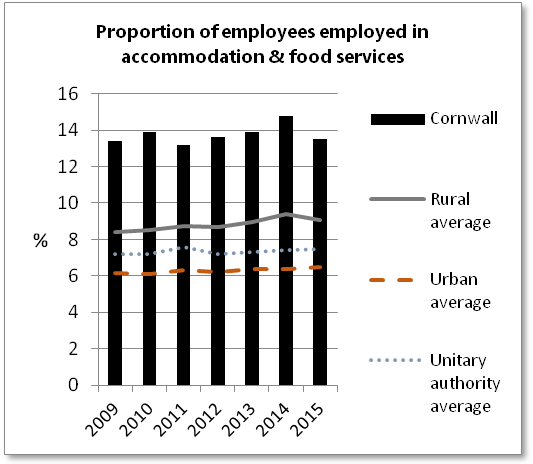 Proportion of employees employed in
accommodation & food services
16
14
12
10
8
6
4
2
0
%
2009
2010
2011
2012
2013
2014
2015
Cornwall
Rural
average
Urban
average
Unitary
authority
average